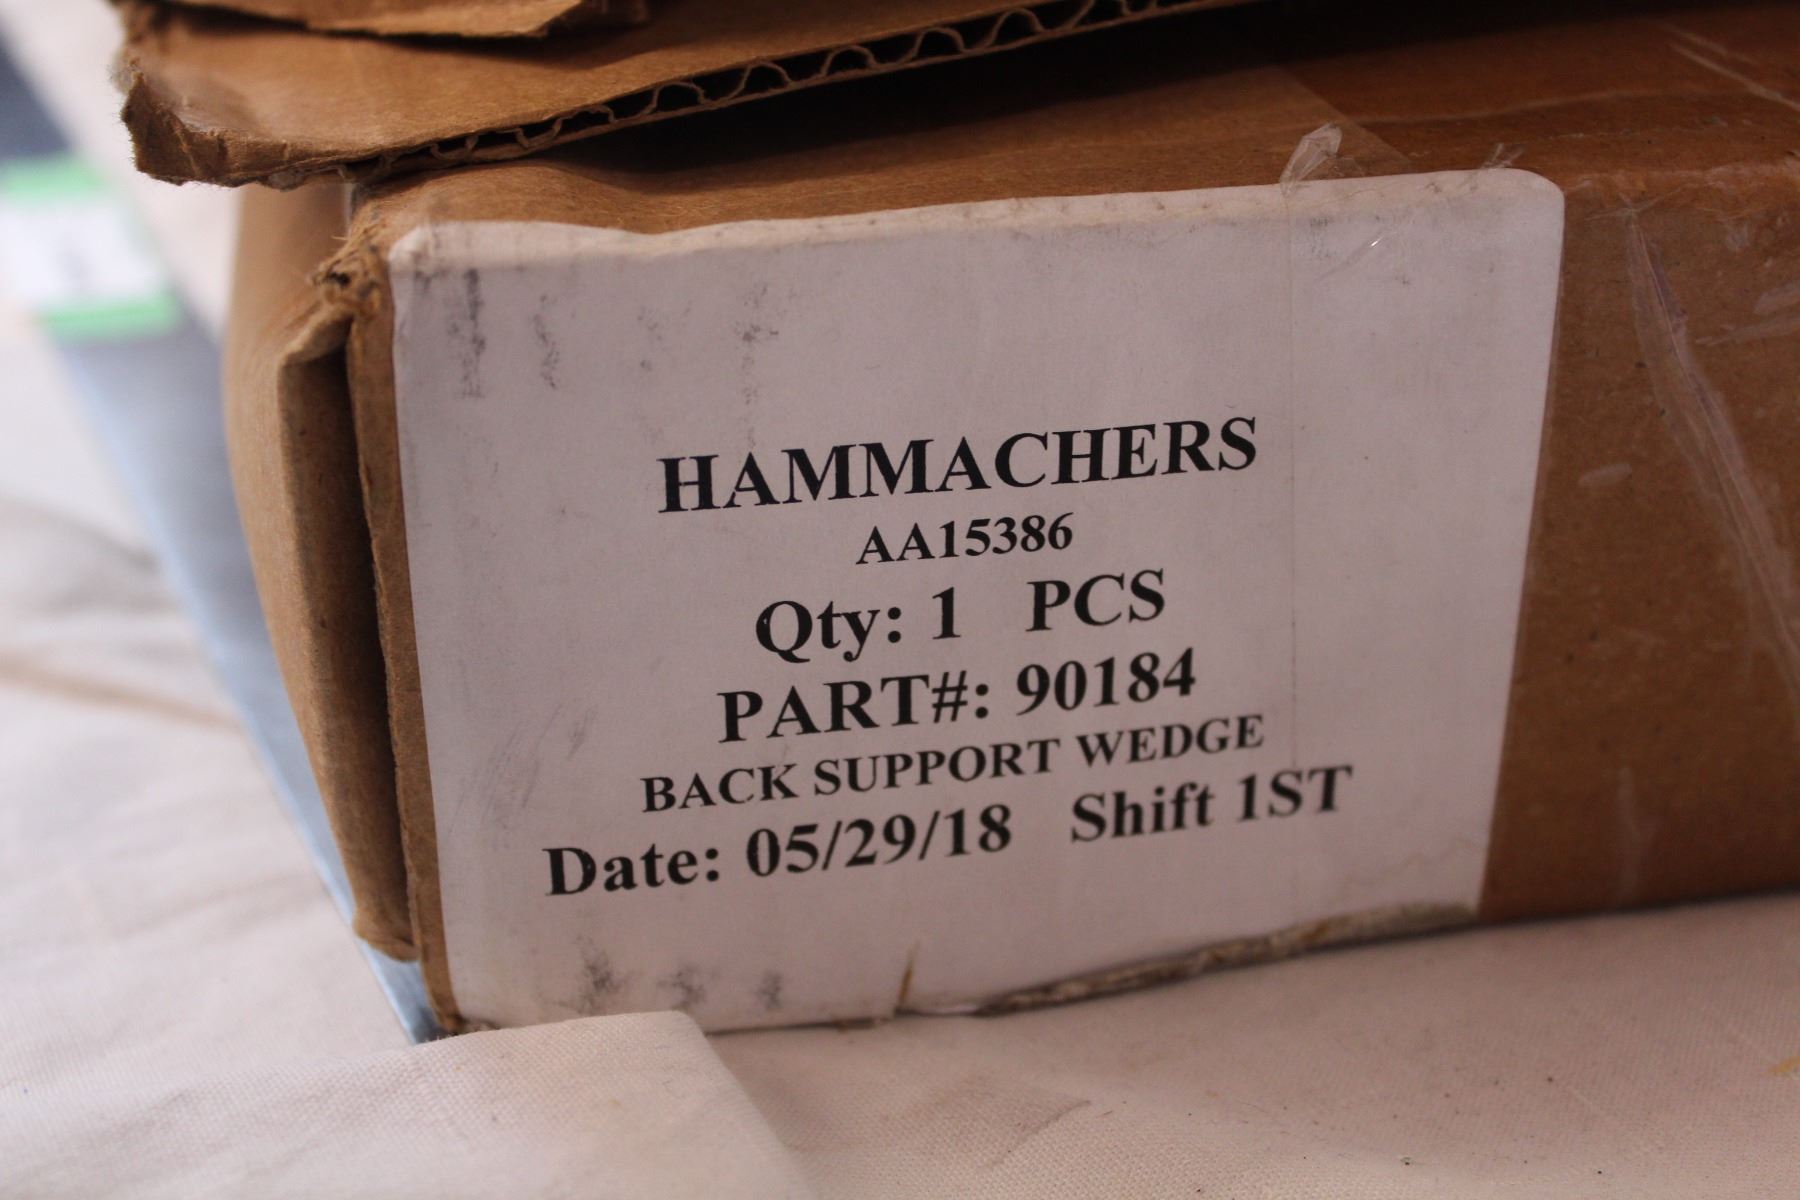 HAMMACHERS
AA15386
Qty: 1 PCS
PART#: 90184
BACK SUPPORT WEDGE
Date: 05/29/18 Shift 1ST